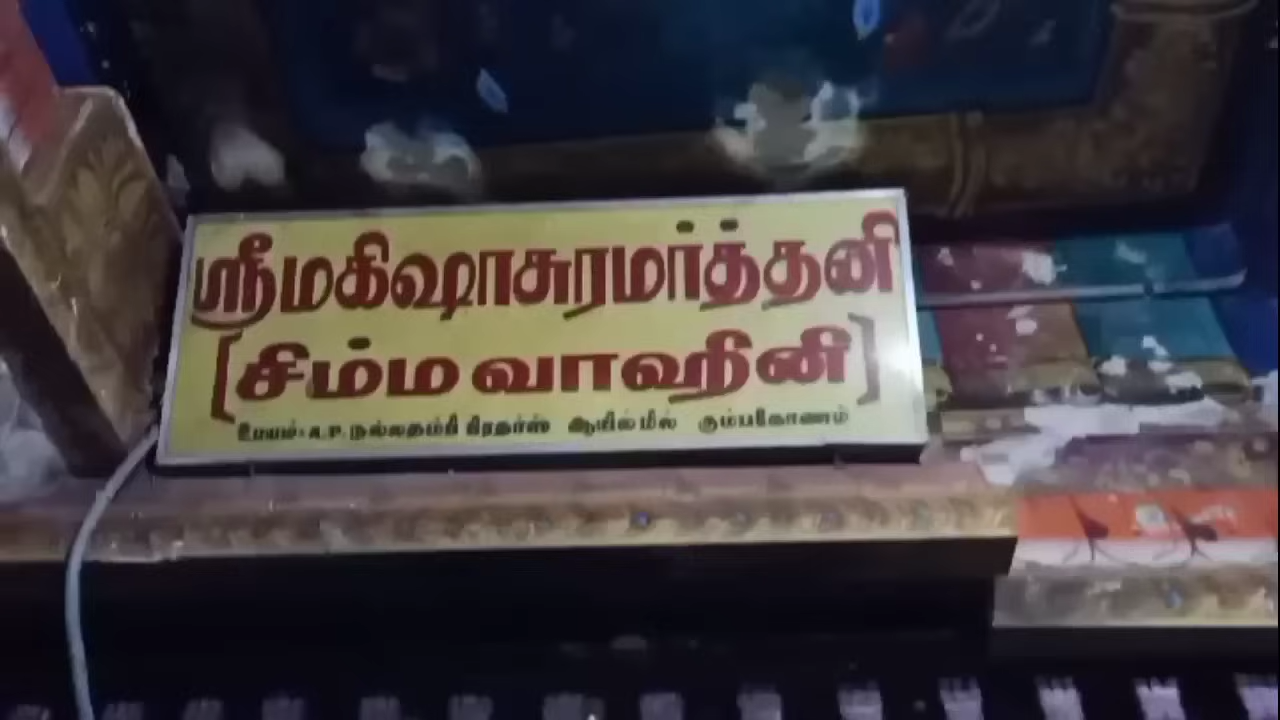 ஸ்ரீமகிஷாசுரமர்த்தனி
(சிம்மவாஹினி)
உபயம்: A.P. நல்லதம்பி பிரதர்ஸ் ஆயில்மில் கும்பகோணம்